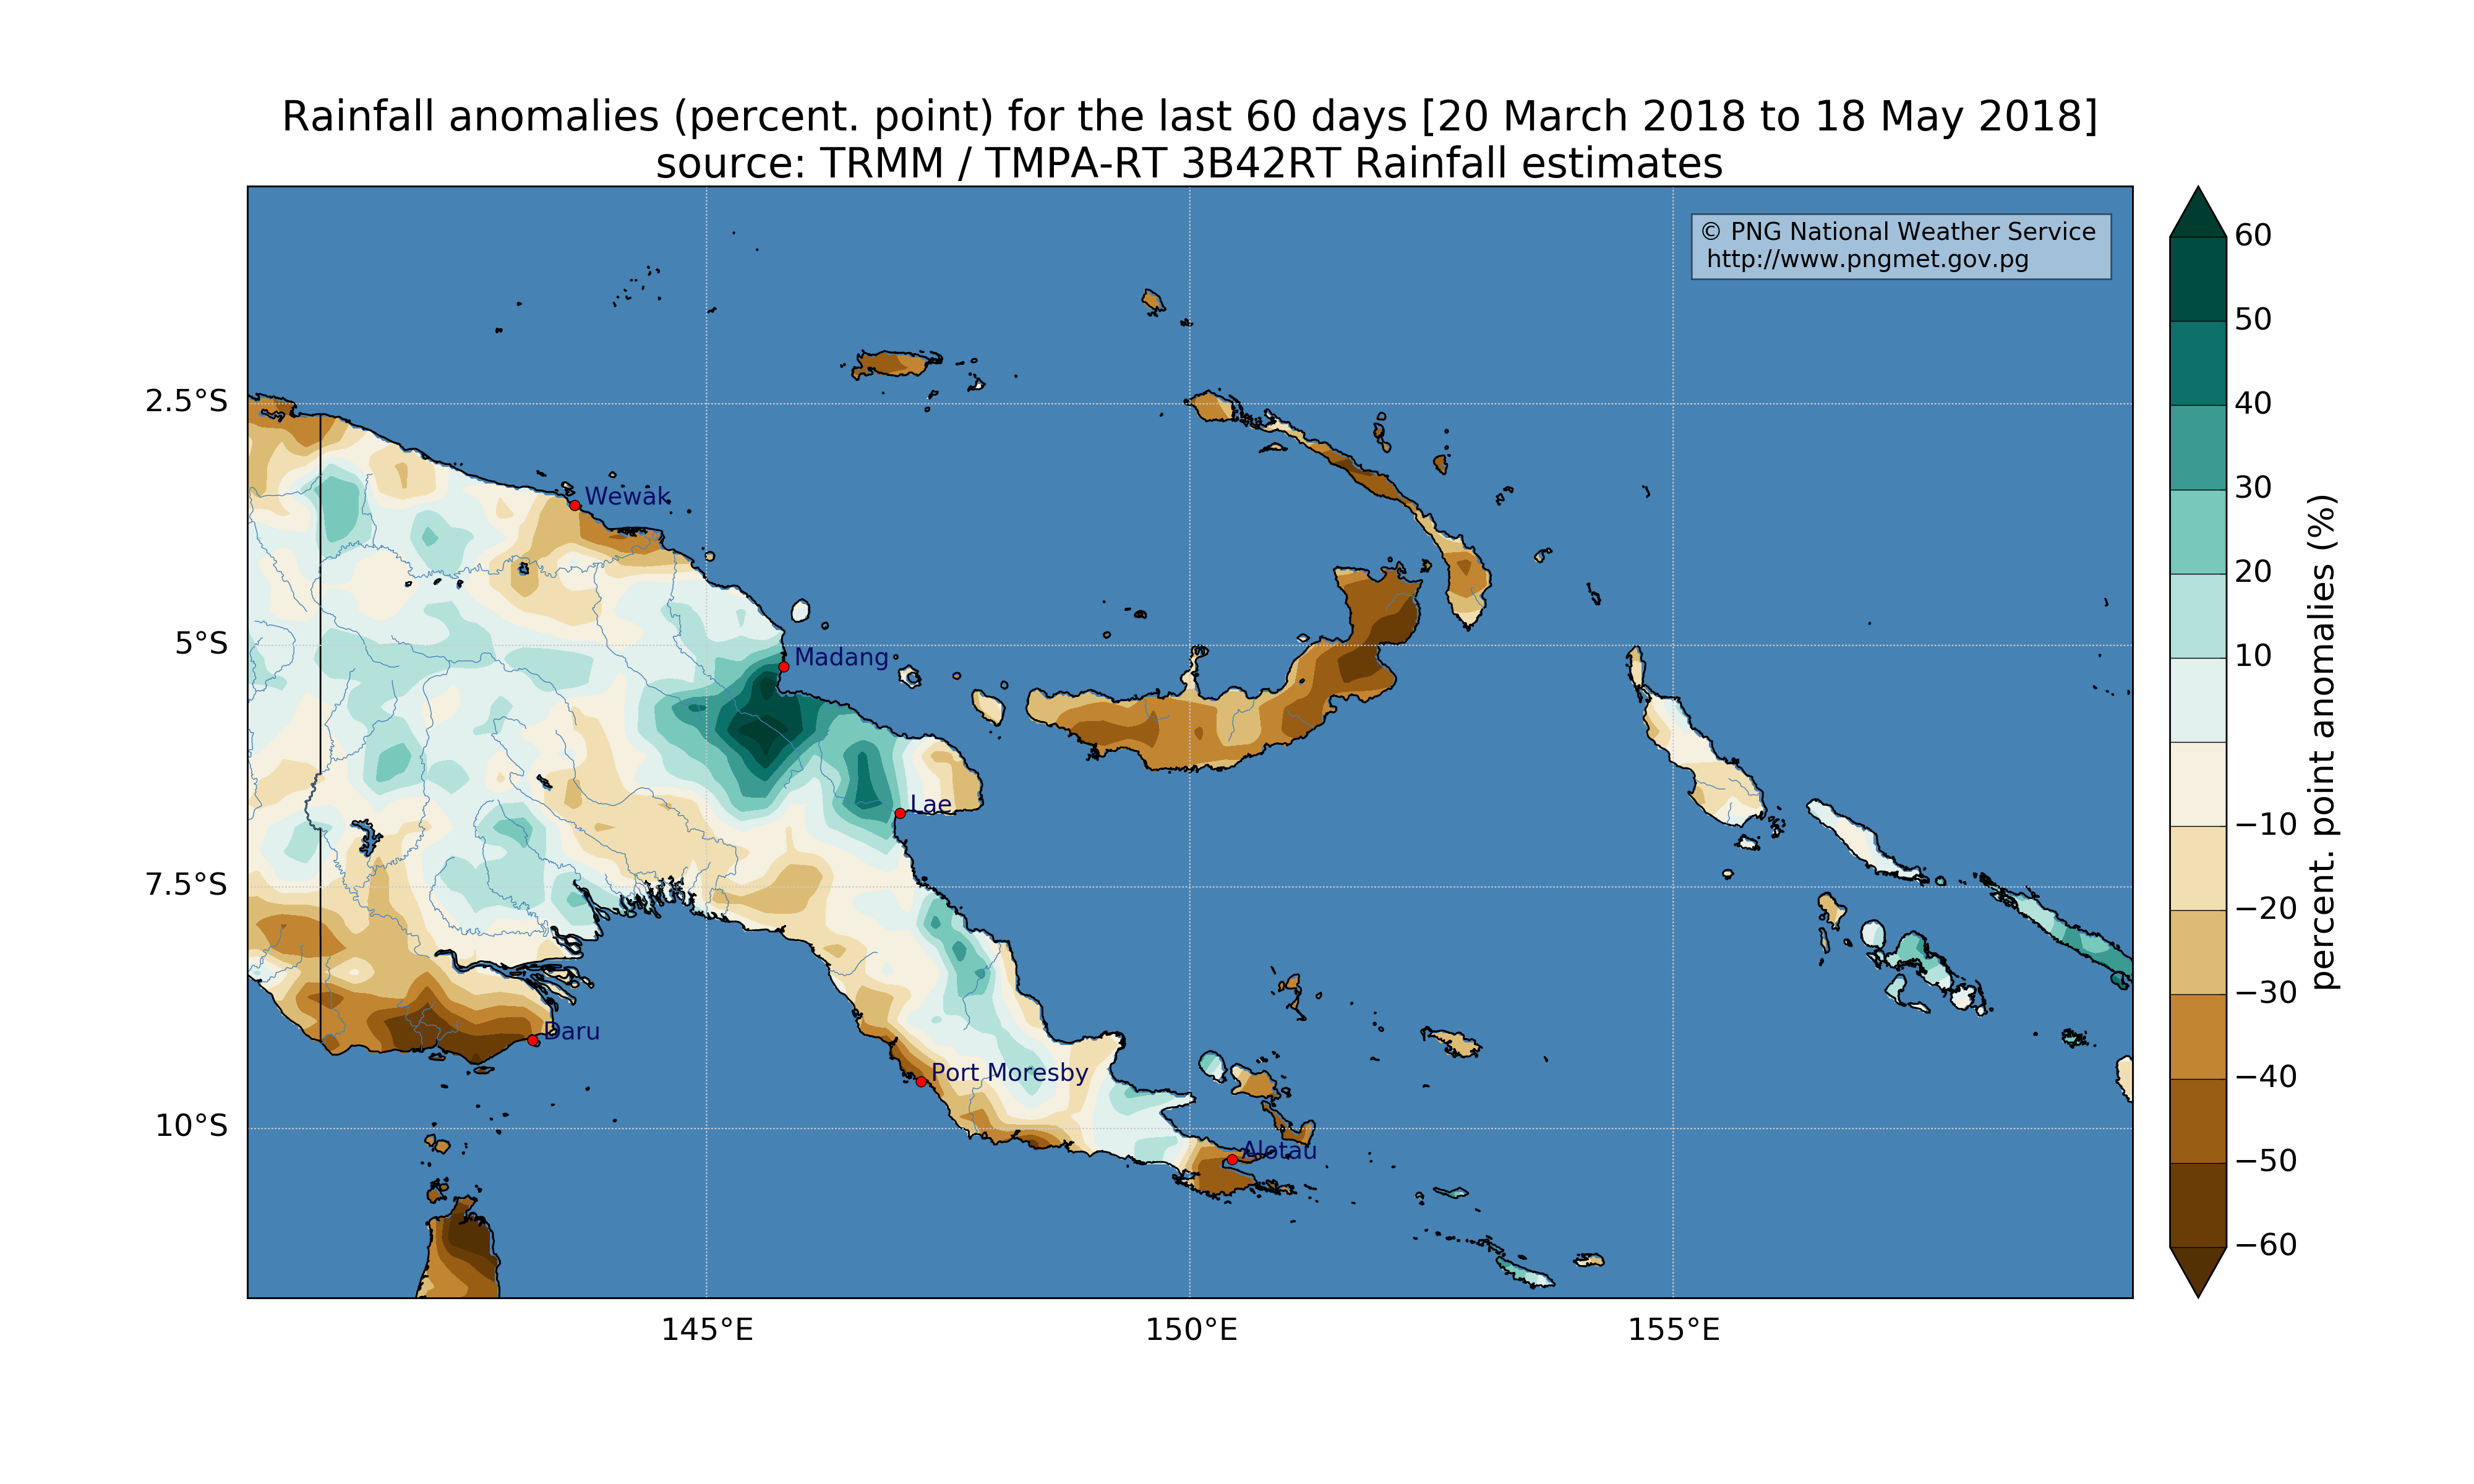 Rainfall anomalies (percent. point) for the last 60 days [20 March 2018 to 18 May 2018]
source: TRMM / TMPA-RT 3B42RT Rainfall estimates
© PNG National Weather Service
http://www.pngmet.gov.pg
2.5°S
5°S
7.5°S
10°S
Wewak
Madang
Lae
Daru
Port Moresby
Alotau
145°E
150°E
155°E
60
50
40
30
20
10
−10
−20
−30
−40
−50
−60
percent. point anomalies (%)